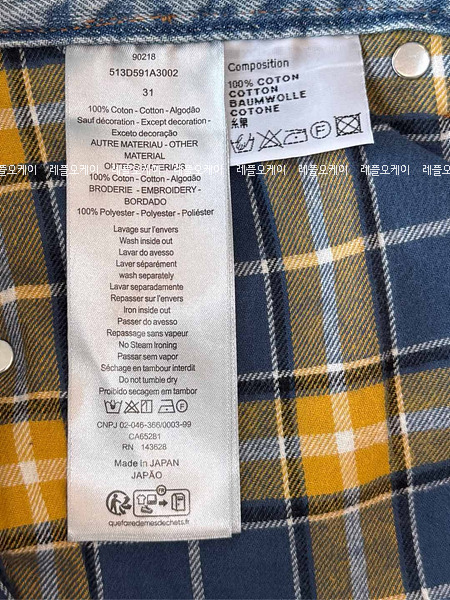 90218
513D591A3002
31
100% Coton - Cotton - Algodão
Sauf décoration - Except decoration -
Exceto decoração
AUTRE MATERIAU - OTHER
MATERIAL
OUTROS MATERIAIS
100% Coton - Cotton - Algodão
BRODERIE - EMBROIDERY -
BORDADO
100% Polyester - Polyester - Poliéster
Lavage sur l'envers
Wash inside out
Lavar do avesso
Laver séparément
wash separately
Lavar separadamente
Repasser sur l'envers
Iron inside out
Passer do avesso
Repassage sans vapeur
No Steam Ironing
Passar sem vapor
Séchage en tambour interdit
Do not tumble dry
Proibido secagem em tambor
CNPJ 02-046-366/0003-99
CA65281
RN 143628
Made in JAPAN
JAPÃO
FR
quefairedemesdechets.fr
Composition
100% COTON
COTTON
BAUMWOLLE
COTONE
綿
F
F
레플오케이 레플오케이 레플오케이 레플오케이 레플오케이